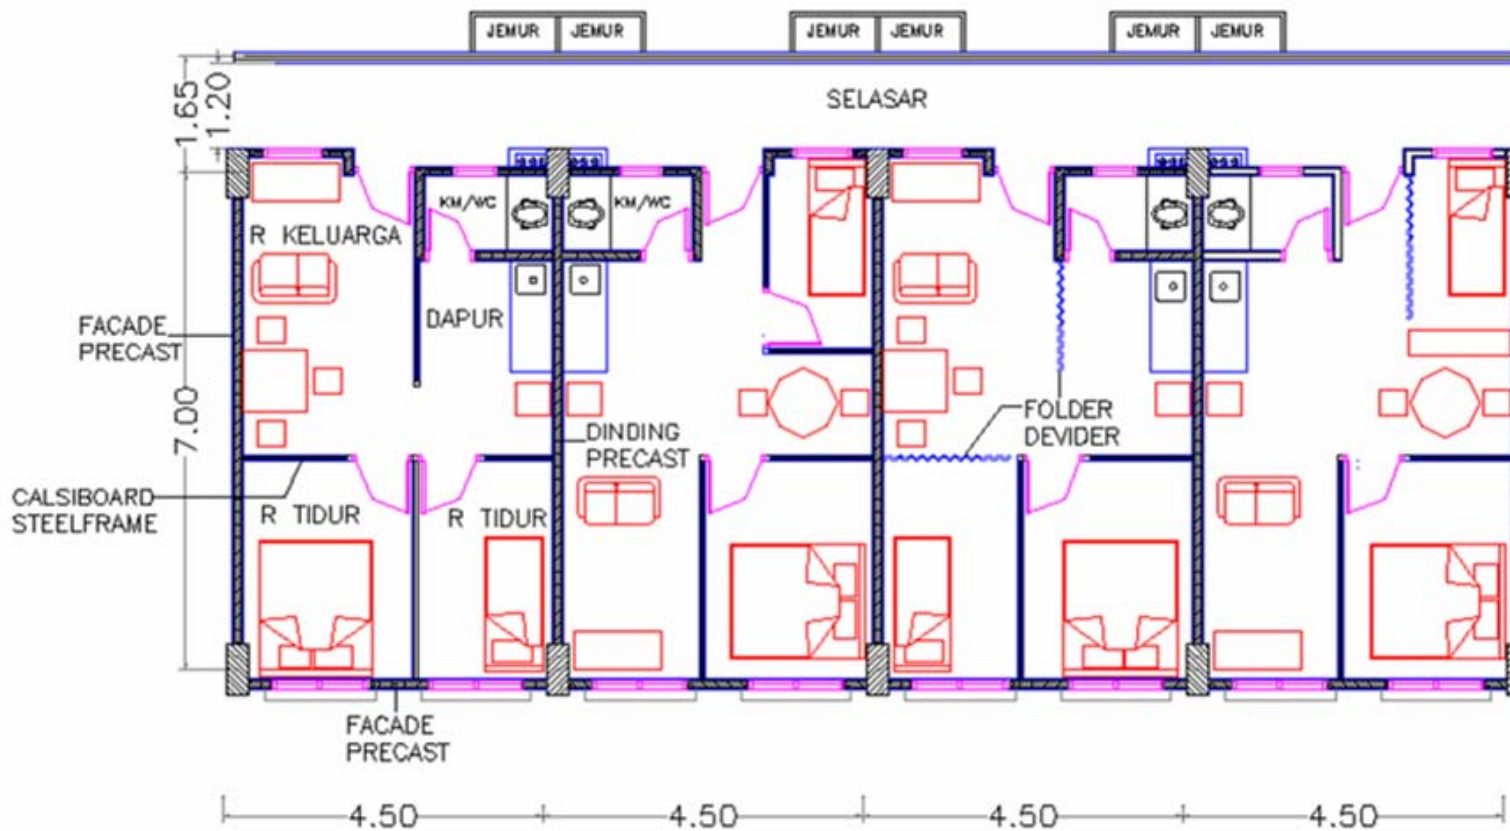 JEMUR JEMUR JEMUR JEMUR JEMUR JEMUR
1.65
1.20
SELASAR
KM/WC KM/WC
R KELUARGA
DAPUR
FACADE
PRECAST
7.00
FOLDER
DEVIDER
DINDING
PRECAST
CALSIBOARD
STEELFRAME
R TIDUR R TIDUR
FACADE
PRECAST
4.50 4.50 4.50 4.50